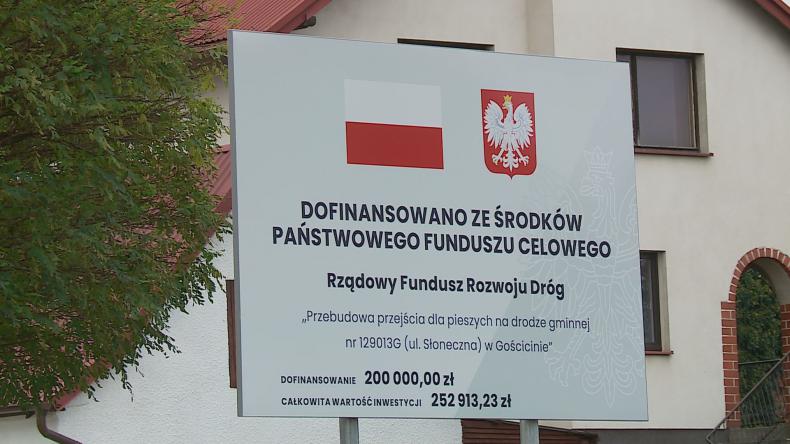 DOFINANSOWANO ZE ŚRODKÓW
PAŃSTWOWEGO FUNDUSZU CELOWEGO
Rządowy Fundusz Rozwoju Dróg
„Przebudowa przejścia dla pieszych na drodze gminnej
nr 129013G (ul. Słoneczna) w Gościcinie"
DOFINANSOWANIE 200 000,00 zł
CAŁKOWITA WARTOŚĆ INWESTYCJI 252 913,23 zł